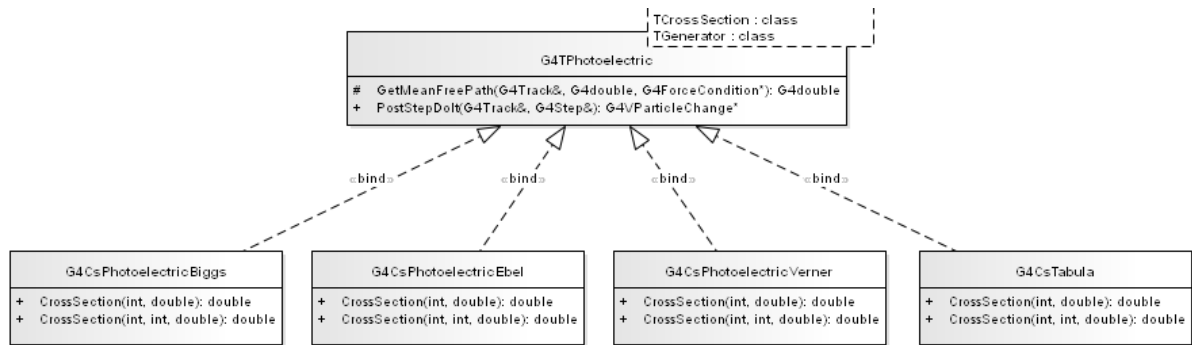 TCrossSection : class
TGenerator : class
G4TPhotoelectric
# GetMeanFreePath(G4Track&, G4double, G4ForceCondition*): G4double
+ PostStepDoIt(G4Track&, G4Step&): G4VParticleChange*
«bind» «bind» «bind» «bind»
G4CsPhotoelectricBiggs
+ CrossSection(int, double): double
+ CrossSection(int, int, double): double
G4CsPhotoelectricEbel
+ CrossSection(int, double): double
+ CrossSection(int, int, double): double
G4CsPhotoelectricVerner
+ CrossSection(int, double): double
+ CrossSection(int, int, double): double
G4CsTabula
+ CrossSection(int, double): double
+ CrossSection(int, int, double): double